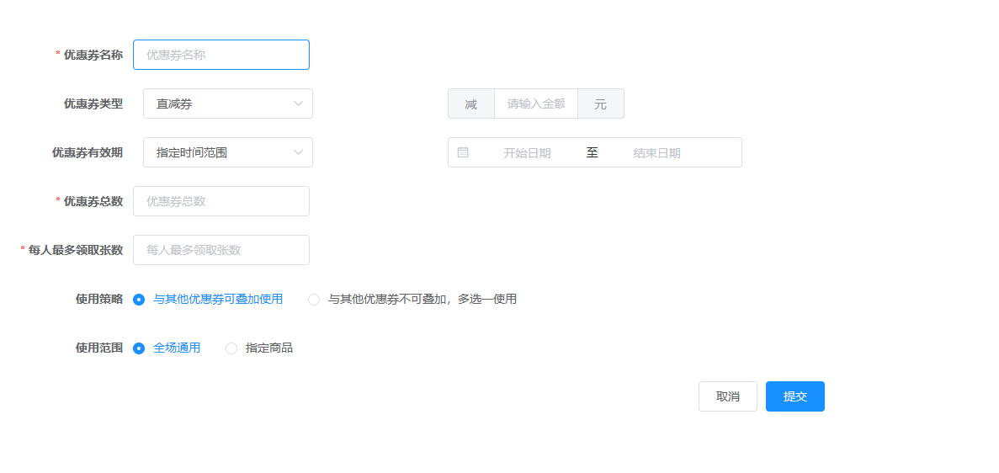 * 优惠券名称 优惠券名称
优惠券类型 直减券 减 请输入金额 元
优惠券有效期 指定时间范围 开始日期 至 结束日期
* 优惠券总数 优惠券总数
* 每人最多领取张数 每人最多领取张数
使用策略 与其他优惠券可叠加使用 与其他优惠券不可叠加，多选一使用
使用范围 全场通用 指定商品
取消 提交